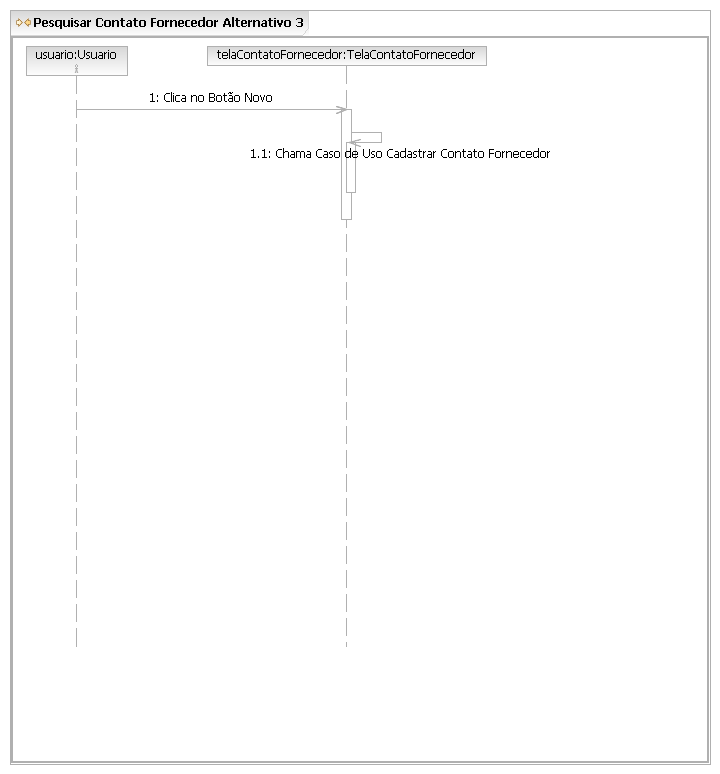 Pesquisar Contato Fornecedor Alternativo 3
usuario:Usuario
telaContatoFornecedor:TelaContatoFornecedor
1: Clica no Botão Novo
1.1: Chama Caso de Uso Cadastrar Contato Fornecedor